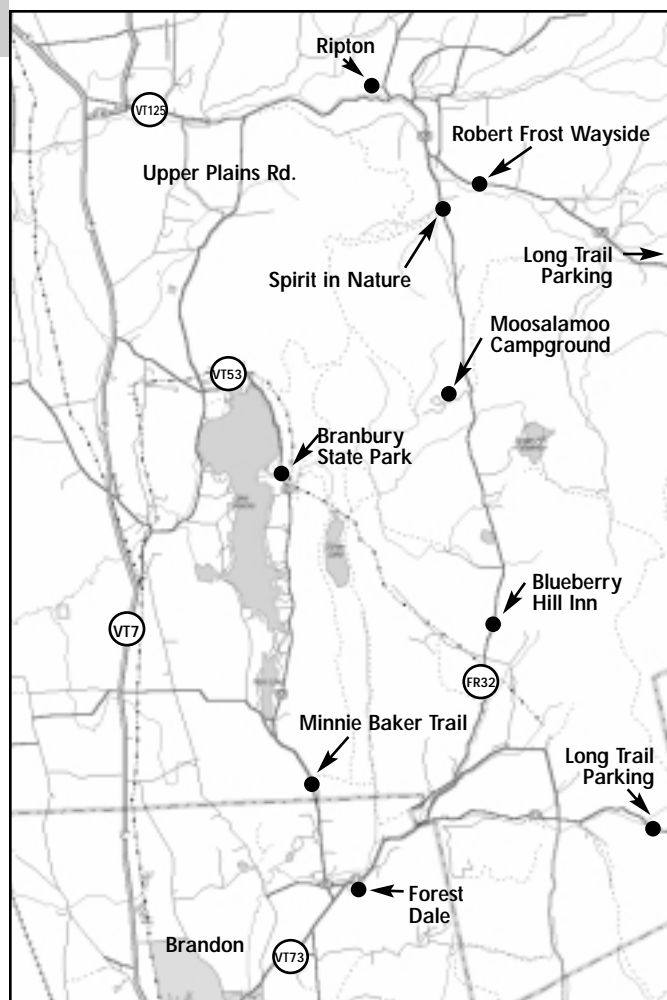 Ripton
VT125
Robert Frost Wayside
Upper Plains Rd.
Long Trail
Parking
Spirit in Nature
Moosalamoo
Campground
VT53
Branbury
State Park
Blueberry
Hill Inn
VT7
FR32
Minnie Baker Trail
Long Trail
Parking
Forest
Dale
Brandon
VT73